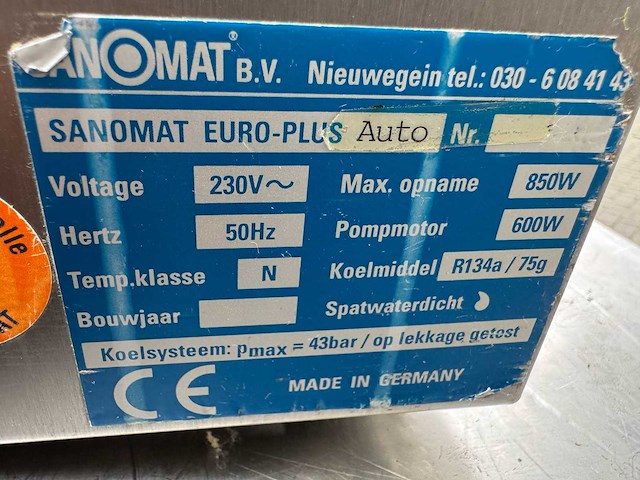 SANOMAT® B.V. Nieuwegein tel.: 030 - 6 08 41 43
SANOMAT EURO-PLUS Auto Nr.
Voltage 230V~ Max. opname 850W
Hertz 50Hz Pompmotor 600W
Temp.klasse N Koelmiddel R134a / 75g
Bouwjaar Spatwaterdicht
Koelsysteem: pmax = 43bar / op lekkage getest
CE MADE IN GERMANY